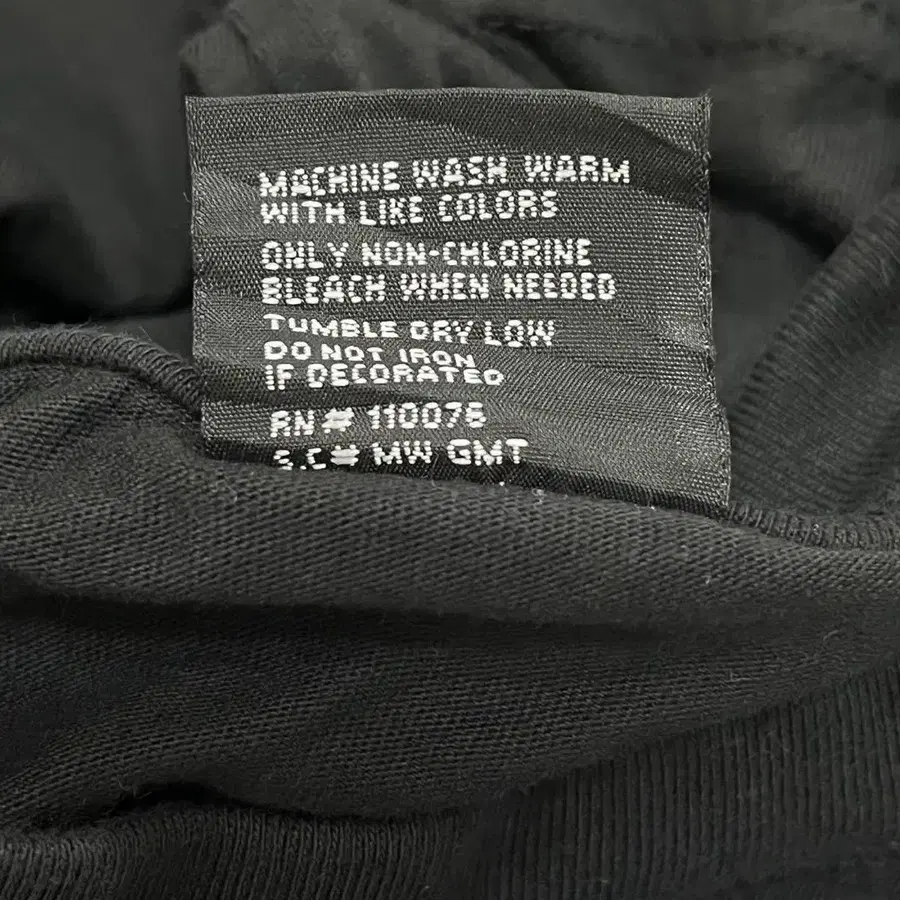 MACHINE WASH WARM
WITH LIKE COLORS
ONLY NON-CHLORINE
BLEACH WHEN NEEDED
TUMBLE DRY LOW
DO NOT IRON
IF DECORATED
RN # 110078
S.C # MW GMT